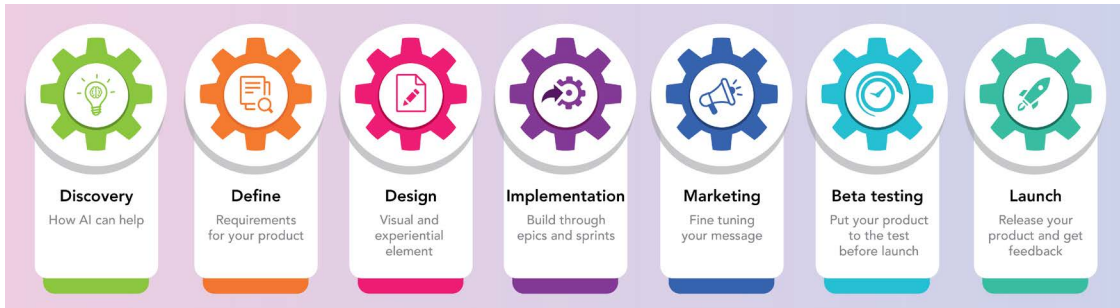 Discovery
How AI can help
Define
Requirements
for your product
Design
Visual and
experiential
element
Implementation
Build through
epics and sprints
Marketing
Fine tuning
your message
Beta testing
Put your product
to the test
before launch
Launch
Release your
product and get
feedback